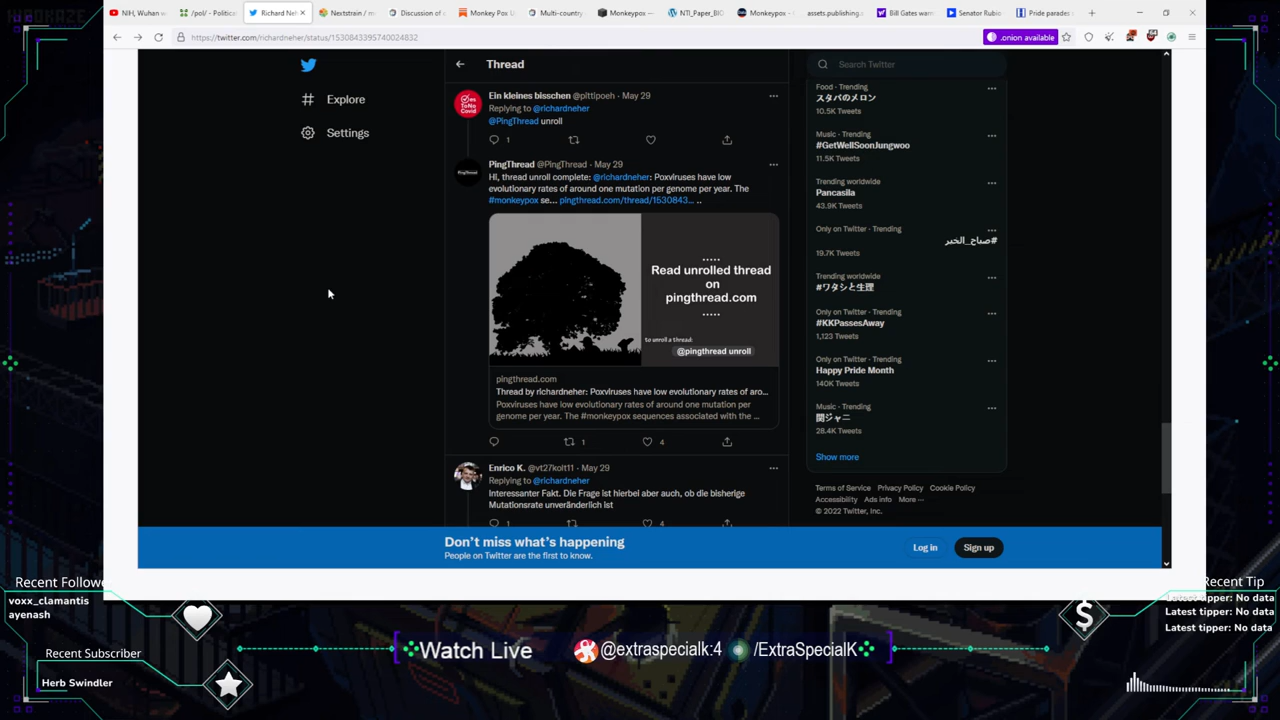 NIH, Wuhan w
/pol/ - Politica
Richard Neh
Nextstrain / m
Discussion of
Monkeypox
Multi-country
Monkeypox
NTI_Paper_BIO
Monkeypox
assets.publishing
Bill Gates warn
Senator Rubio
Pride parades
https://twitter.com/richardneher/status/1530843395740024832
.onion available
Explore
Settings
Thread
Ein kleines bisschen @pittipoeh · May 29
Replying to @richardneher
@PingThread unroll
1
PingThread @PingThread · May 29
Hi, thread unroll complete: @richardneher: Poxviruses have low
evolutionary rates of around one mutation per genome per year. The
#monkeypox se... pingthread.com/thread/1530843... ..
.....
Read unrolled thread
on
pingthread.com
.....
to unroll a thread:
@pingthread unroll
pingthread.com
Thread by richardneher: Poxviruses have low evolutionary rates of aro...
Poxviruses have low evolutionary rates of around one mutation per
genome per year. The #monkeypox sequences associated with the ...
1
4
Enrico K. @vt27kolt11 · May 29
Replying to @richardneher
Interessanter Fakt. Die Frage ist hierbei aber auch, ob die bisherige
Mutationsrate unveränderlich ist
1
4
Search Twitter
Food · Trending
スタバのメロン
10.5K Tweets
Music · Trending
#GetWellSoonJungwoo
11.5K Tweets
Trending worldwide
Pancasila
43.9K Tweets
Only on Twitter · Trending
#صباح_الخير
19.7K Tweets
Trending worldwide
#ワタシと生理
Only on Twitter · Trending
#KKPassesAway
1,123 Tweets
Only on Twitter · Trending
Happy Pride Month
140K Tweets
Music · Trending
関ジャニ
28.4K Tweets
Show more
Terms of Service Privacy Policy Cookie Policy
Accessibility Ads info More ···
© 2022 Twitter, Inc.
Don't miss what's happening
People on Twitter are the first to know.
Log in
Sign up
Recent Followe
voxx_clamantis
ayenash
Recent Subscriber
Herb Swindler
Watch Live
@extraspecialk:4
/ExtraSpecialK
Recent Tip
Latest tipper: No data
Latest tipper: No data
Latest tipper: No data